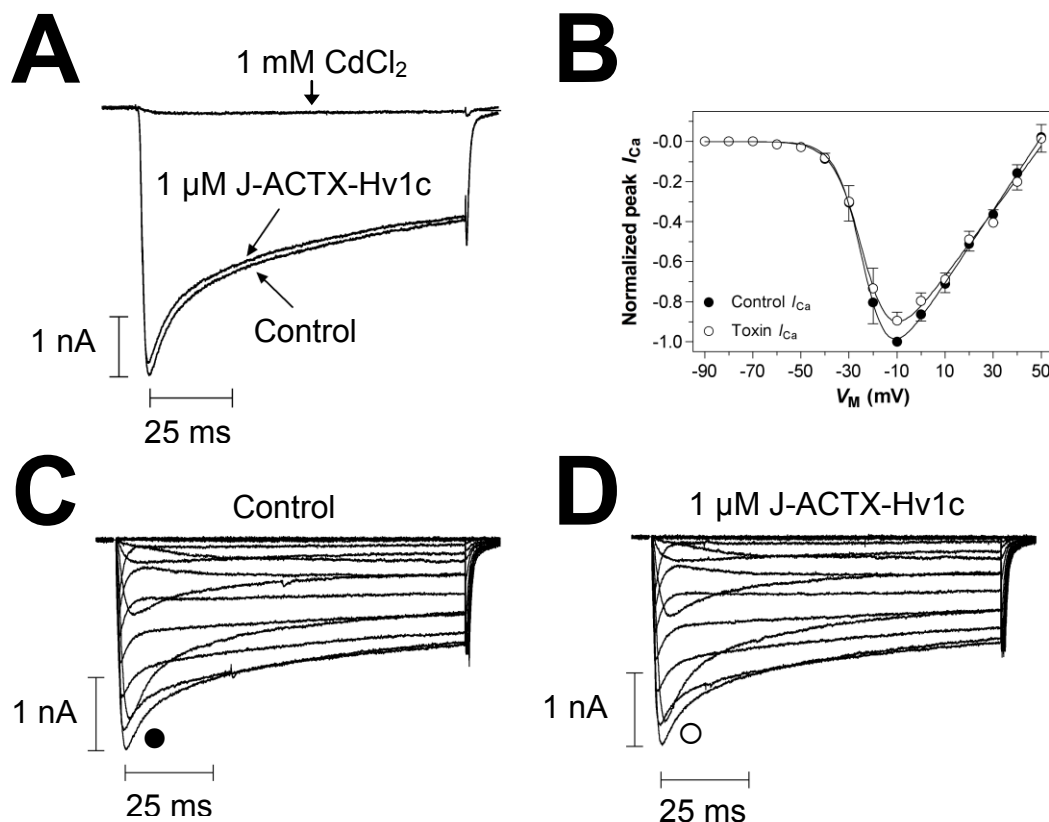 A
1 mM CdCl2
1 µM J-ACTX-Hv1c
Control
1 nA
25 ms
B
Normalized peak ICa
-0.0
-0.2
-0.4
-0.6
-0.8
-1.0
Control ICa
Toxin ICa
-90 -70 -50 -30 -10 10 30 50
VM (mV)
C
Control
1 nA
25 ms
D
1 µM J-ACTX-Hv1c
1 nA
25 ms